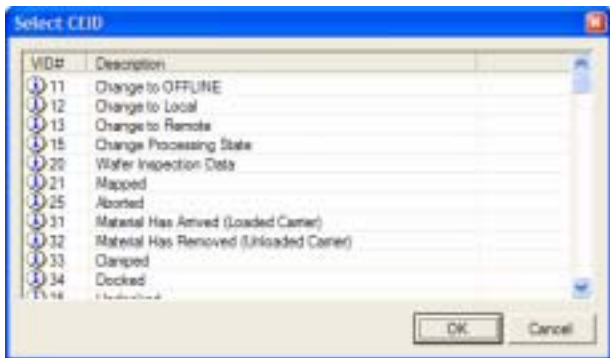 Select CEID
VID# Description
11 Change to OFFLINE
12 Change to Local
13 Change to Remote
15 Change Processing State
20 Wafer Inspection Data
21 Mapped
25 Aborted
31 Material Has Arrived (Loaded Carrier)
32 Material Has Removed (Unloaded Carrier)
33 Clamped
34 Docked
OK Cancel